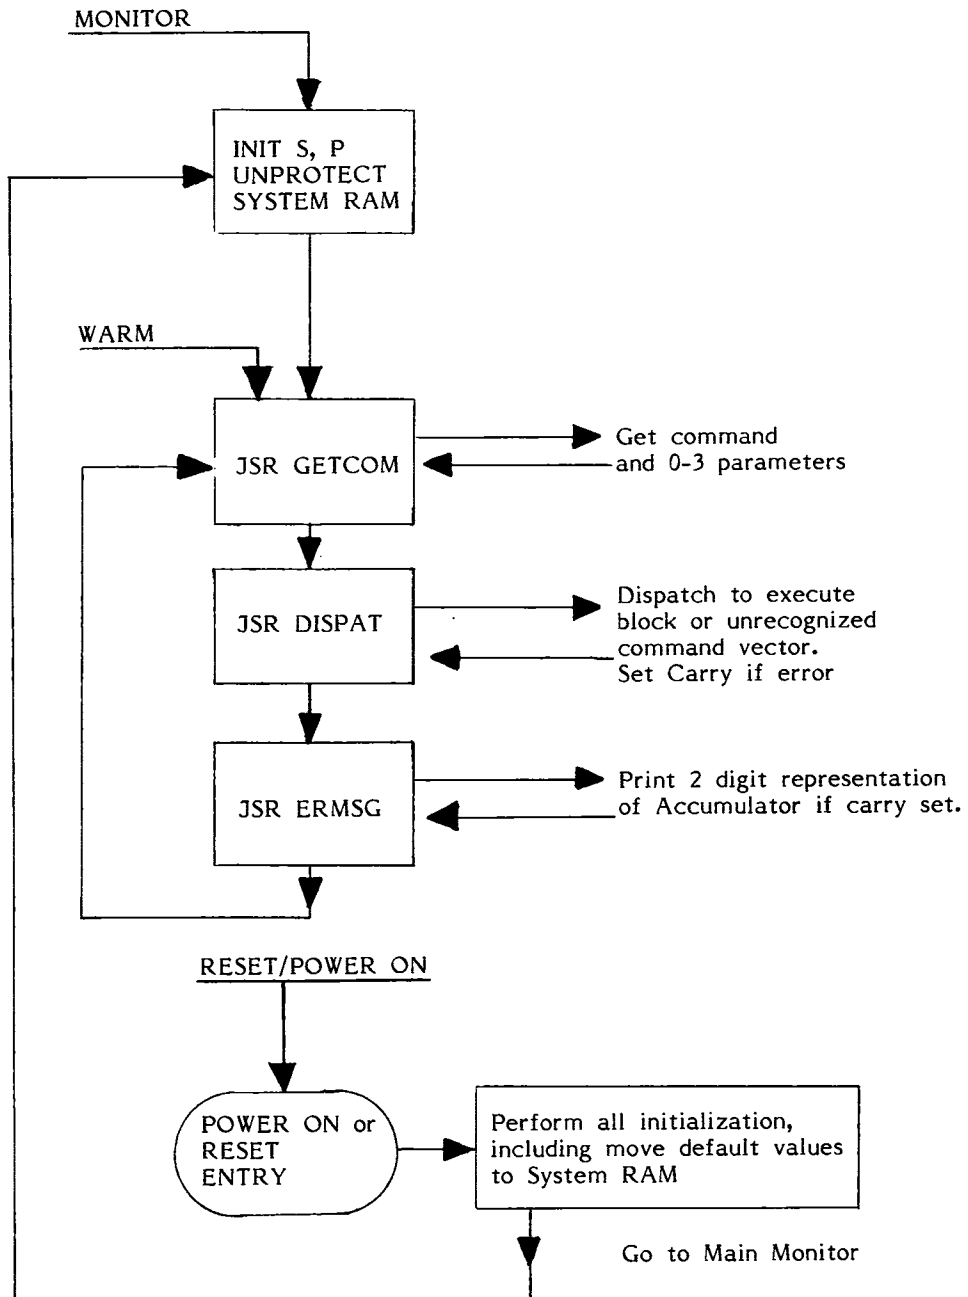 MONITOR
INIT S, P
UNPROTECT
SYSTEM RAM
WARM
JSR GETCOM
Get command
and 0-3 parameters
JSR DISPAT
Dispatch to execute
block or unrecognized
command vector.
Set Carry if error
JSR ERMSG
Print 2 digit representation
of Accumulator if carry set.
RESET/POWER ON
POWER ON or
RESET
ENTRY
Perform all initialization,
including move default values
to System RAM
Go to Main Monitor